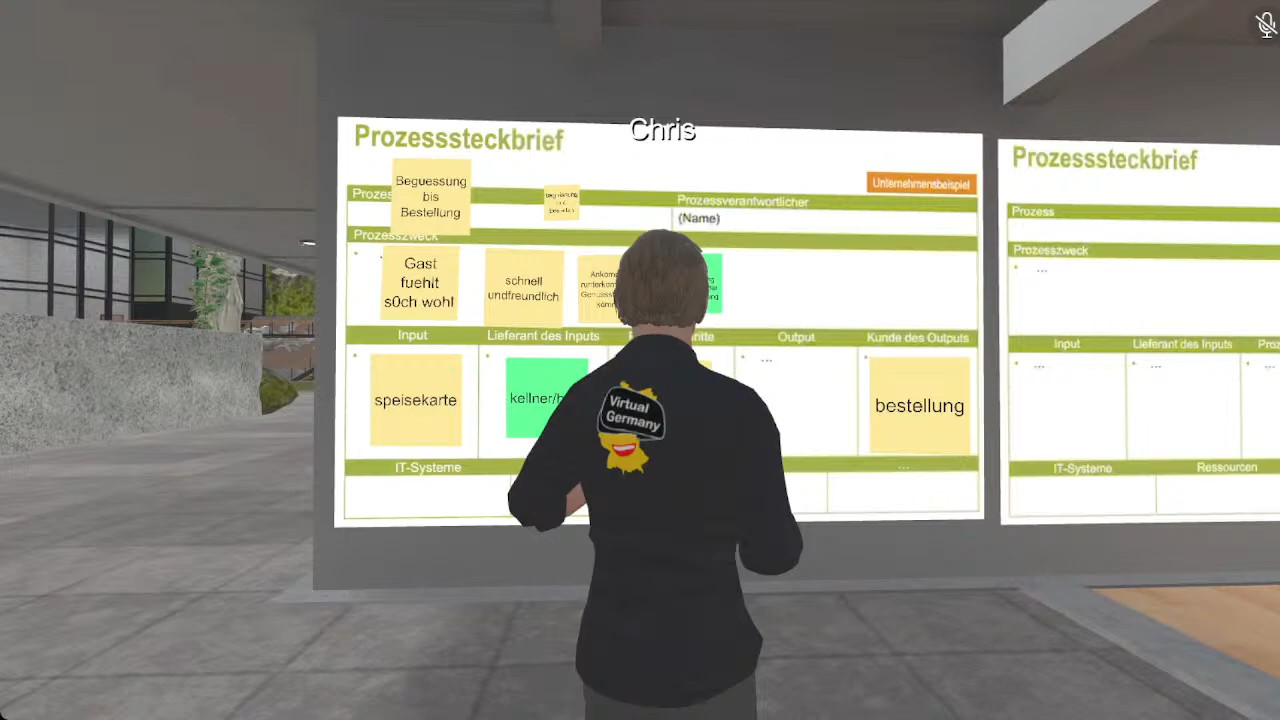 Chris
Prozesssteckbrief
Unternehmensbeispiel
Beguessung
bis
Bestellung
Prozessverantwortlicher
(Name)
Prozesszweck
Gast
fuehlt
s0ch wohl
schnell
undfreundlich
Input
Lieferant des Inputs
Output
Kunde des Outputs
speisekarte
...
bestellung
IT-Systeme
...
Virtual
Germany
Prozesssteckbrief
Prozess
Prozesszweck
...
Input
Lieferant des Inputs
...
...
...
IT-Systeme
Ressourcen